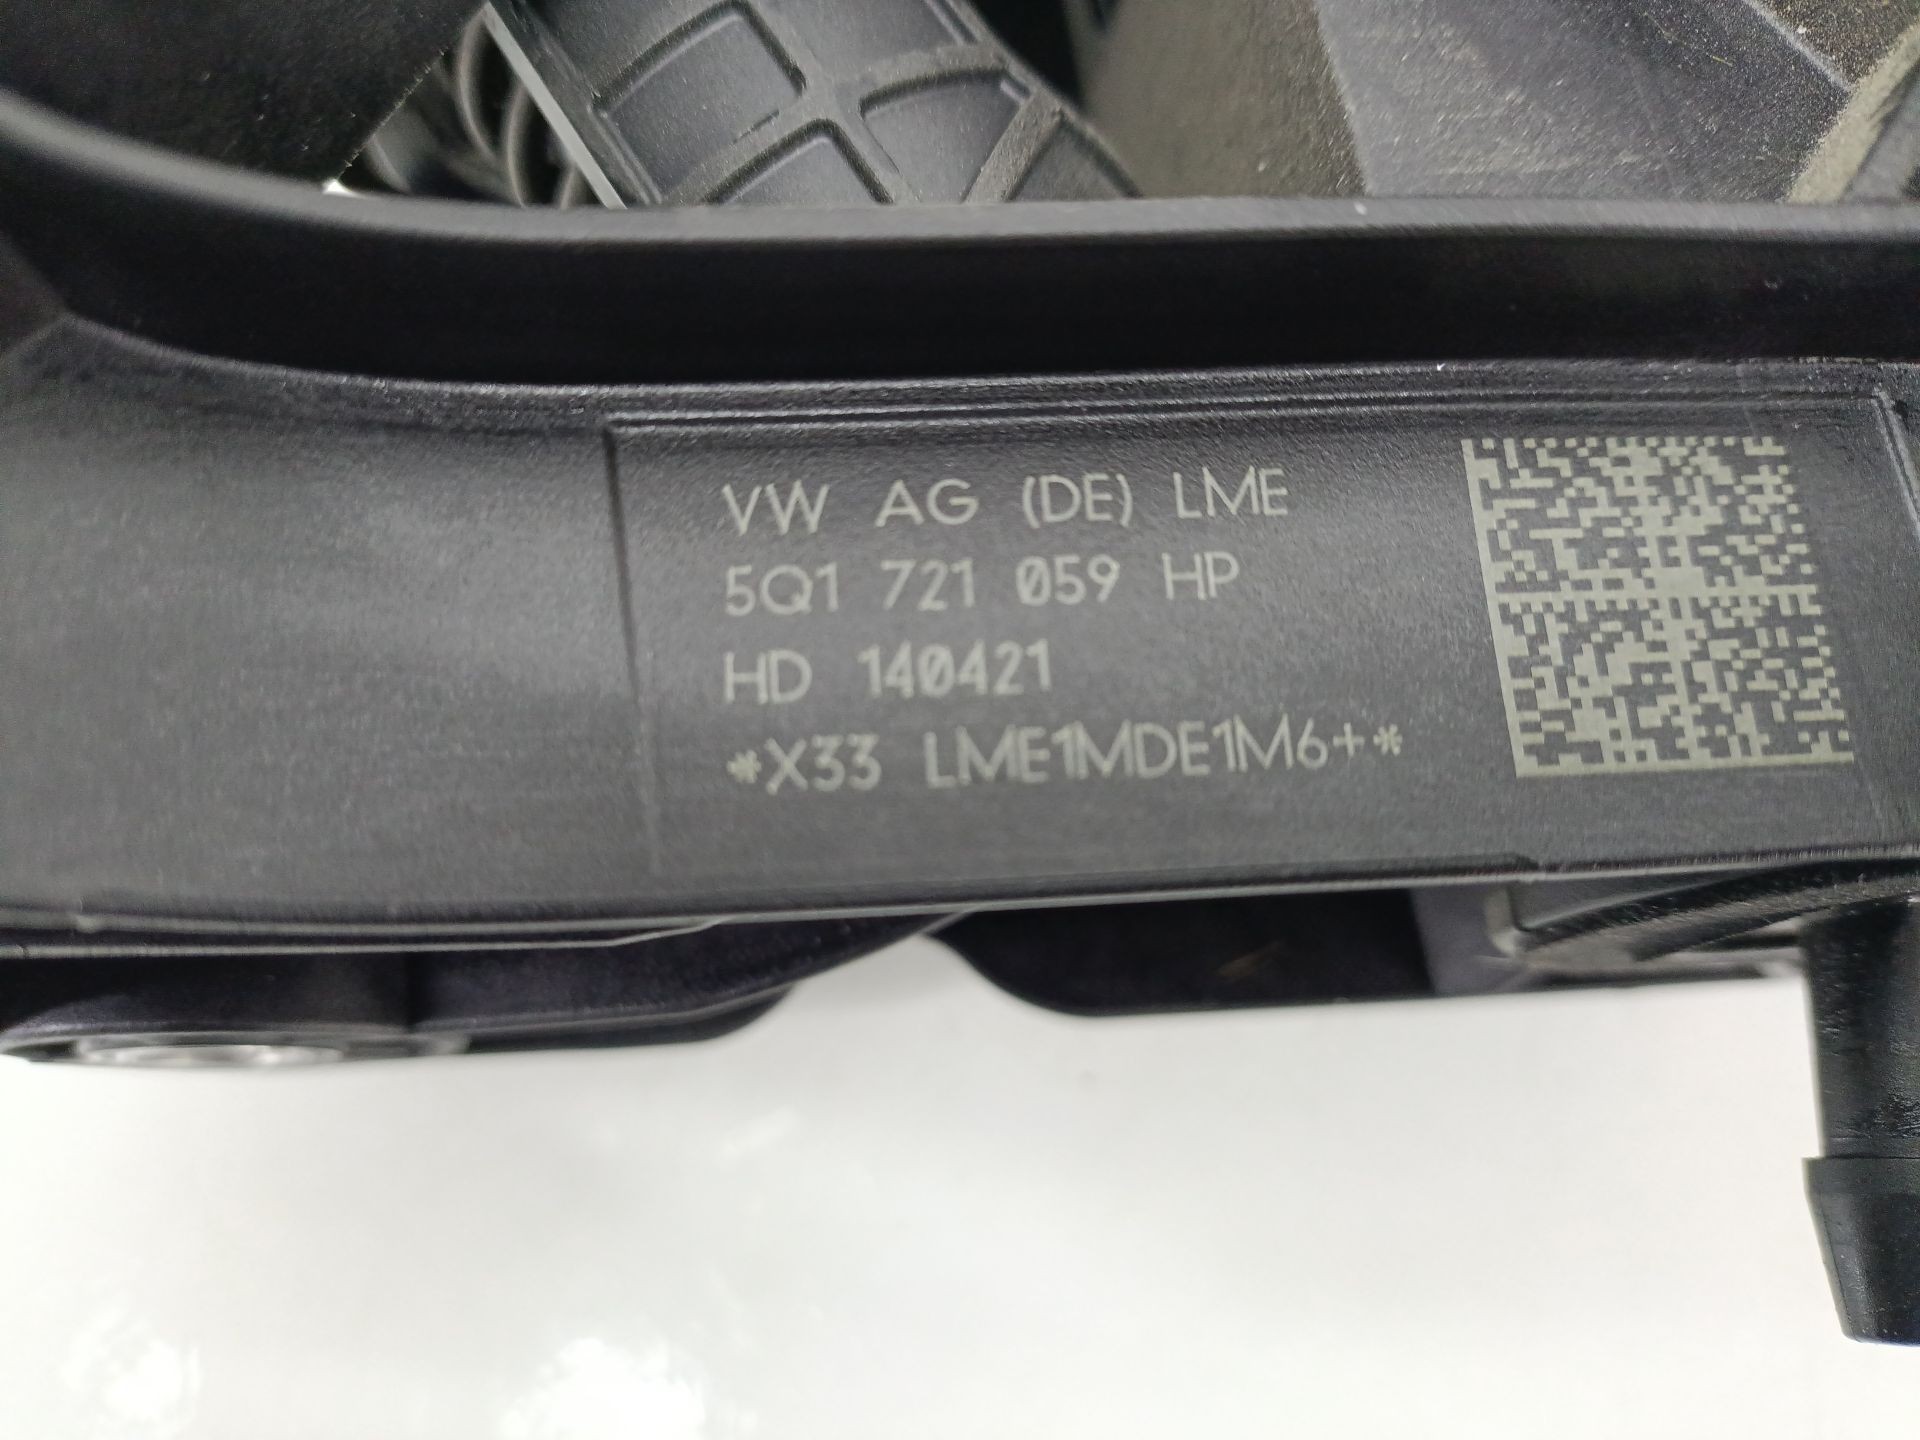 VW AG (DE) LME
5Q1 721 059 HP
HD 140421
*X33 LME1MDE1M6+*